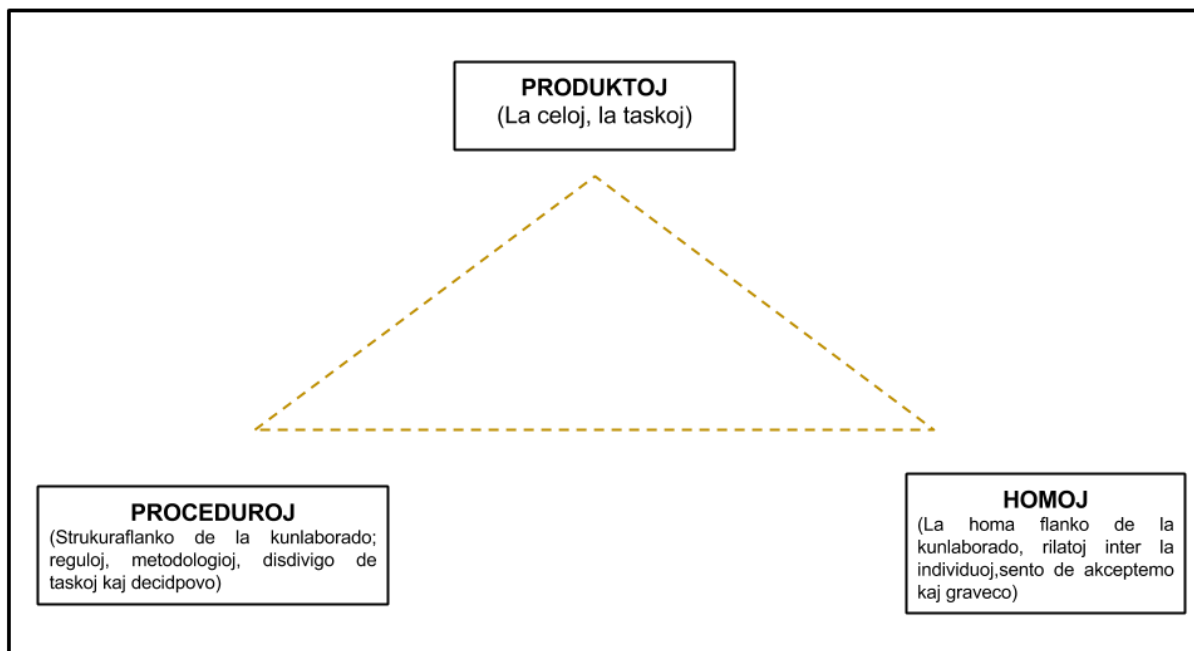 PRODUKTOJ
(La celoj, la taskoj)
PROCEDUROJ
(Strukuraflanko de la kunlaborado;
reguloj, metodologioj, disdivigo de
taskoj kaj decidpovo)
HOMOJ
(La homa flanko de la
kunlaborado, rilatoj inter la
individuoj,sento de akceptemo
kaj graveco)